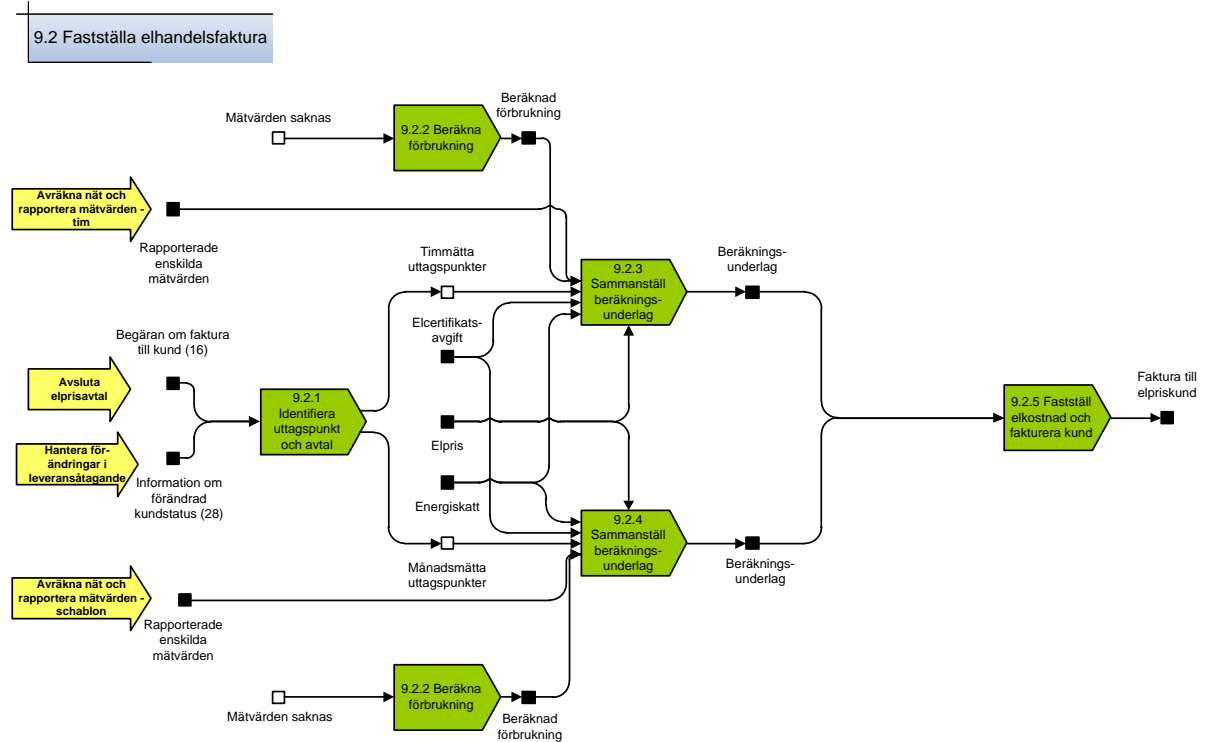 9.2 Fastställa elhandelsfaktura
Mätvärden saknas
9.2.2 Beräkna
förbrukning
Beräknad
förbrukning
Avräkna nät och
rapportera mätvärden -
tim
Rapporterade
enskilda
mätvärden
Timmätta
uttagspunkter
9.2.3
Sammanställ
beräknings-
underlag
Beräknings-
underlag
Elcertifikats-
avgift
Begäran om faktura
till kund (16)
Avsluta
elprisavtal
9.2.1
Identifiera
uttagspunkt
och avtal
Elpris
9.2.5 Fastställ
elkostnad och
fakturera kund
Faktura till
elpriskund
Hantera för-
ändringar i
leveransåtagande
Information om
förändrad
kundstatus (28)
Energiskatt
9.2.4
Sammanställ
beräknings-
underlag
Beräknings-
underlag
Månadsmätta
uttagspunkter
Avräkna nät och
rapportera mätvärden -
schablon
Rapporterade
enskilda
mätvärden
Mätvärden saknas
9.2.2 Beräkna
förbrukning
Beräknad
förbrukning